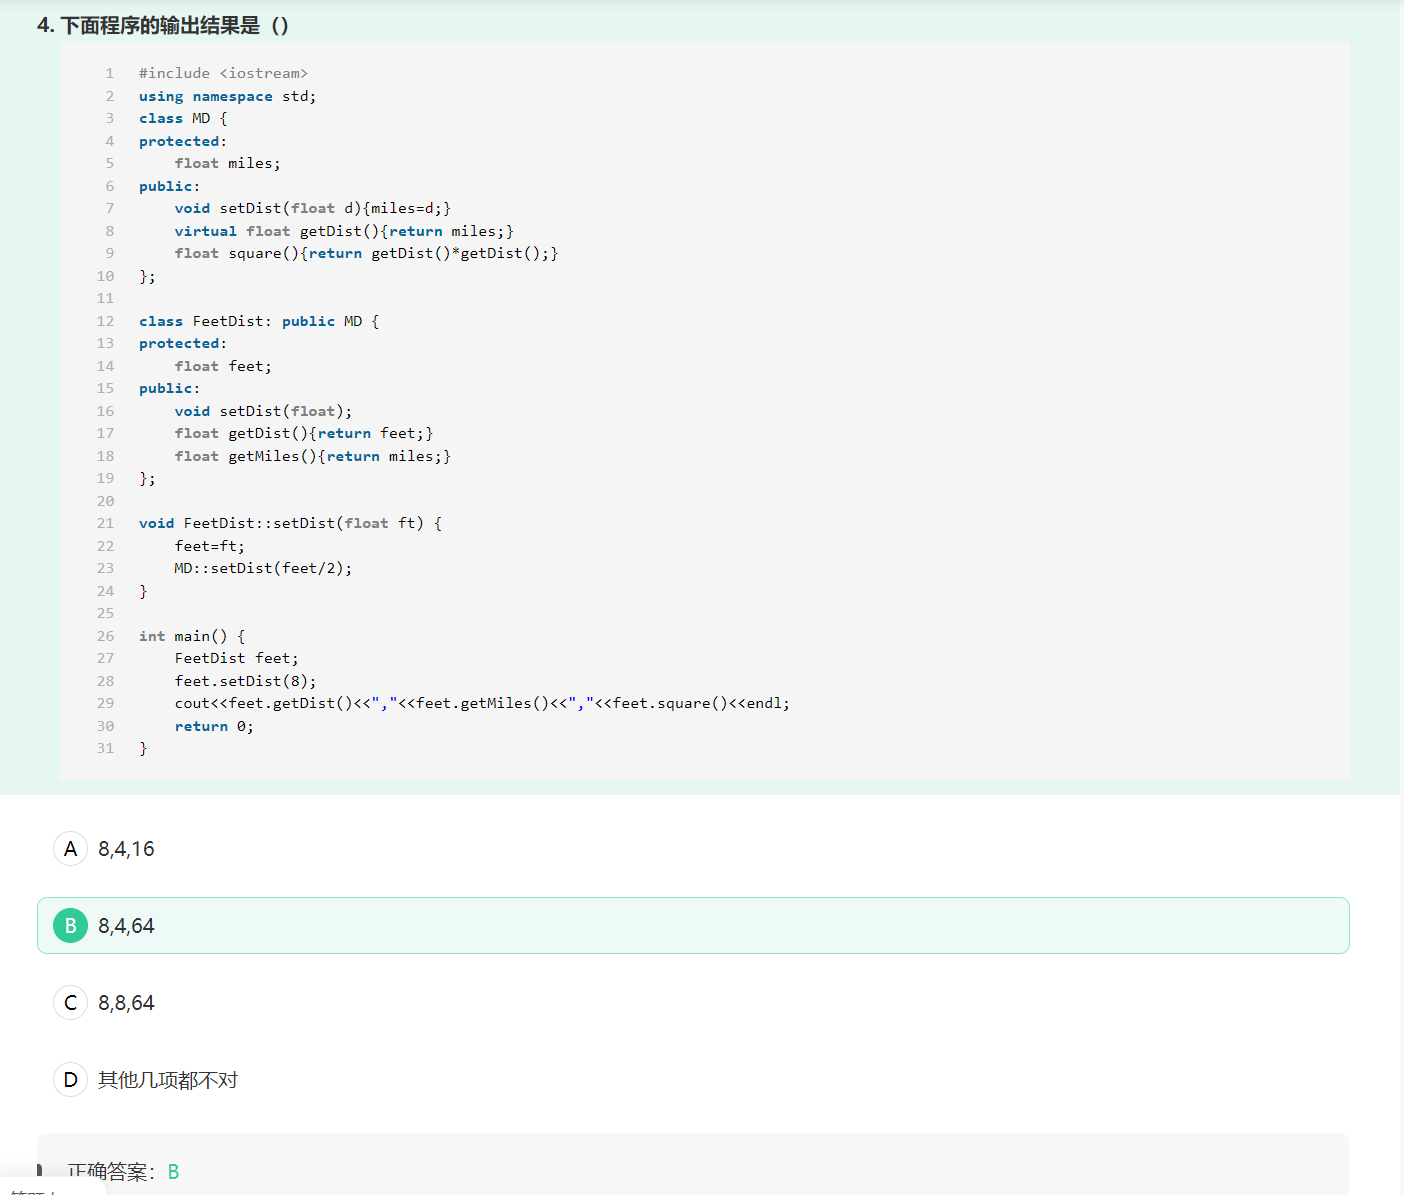 4. 下面程序的输出结果是（）
1 #include <iostream>
2 using namespace std;
3 class MD {
4 protected:
5     float miles;
6 public:
7     void setDist(float d){miles=d;}
8     virtual float getDist(){return miles;}
9     float square(){return getDist()*getDist();}
10 };
11
12 class FeetDist: public MD {
13 protected:
14     float feet;
15 public:
16     void setDist(float);
17     float getDist(){return feet;}
18     float getMiles(){return miles;}
19 };
20
21 void FeetDist::setDist(float ft) {
22     feet=ft;
23     MD::setDist(feet/2);
24 }
25
26 int main() {
27     FeetDist feet;
28     feet.setDist(8);
29     cout<<feet.getDist()<<","<<feet.getMiles()<<","<<feet.square()<<endl;
30     return 0;
31 }
A 8,4,16
B 8,4,64
C 8,8,64
D 其他几项都不对
正确答案： B